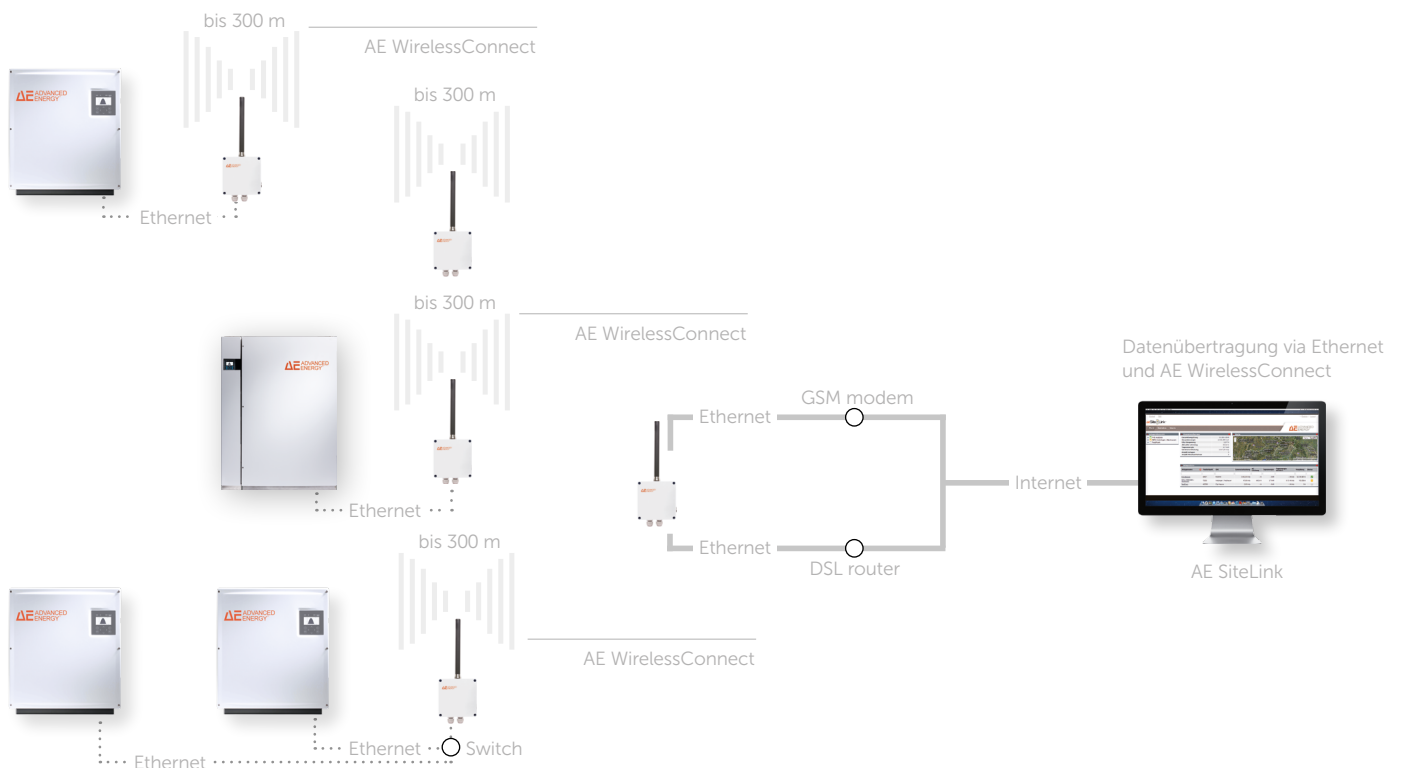 bis 300 m
AE WirelessConnect
ADVANCED
ENERGY
bis 300 m
Ethernet
bis 300 m
AE WirelessConnect
ADVANCED
ENERGY
Datenübertragung via Ethernet
und AE WirelessConnect
GSM modem
Ethernet
Internet
Ethernet
bis 300 m
Ethernet
DSL router
AE SiteLink
ADVANCED
ENERGY
ADVANCED
ENERGY
AE WirelessConnect
Ethernet
Switch
Ethernet